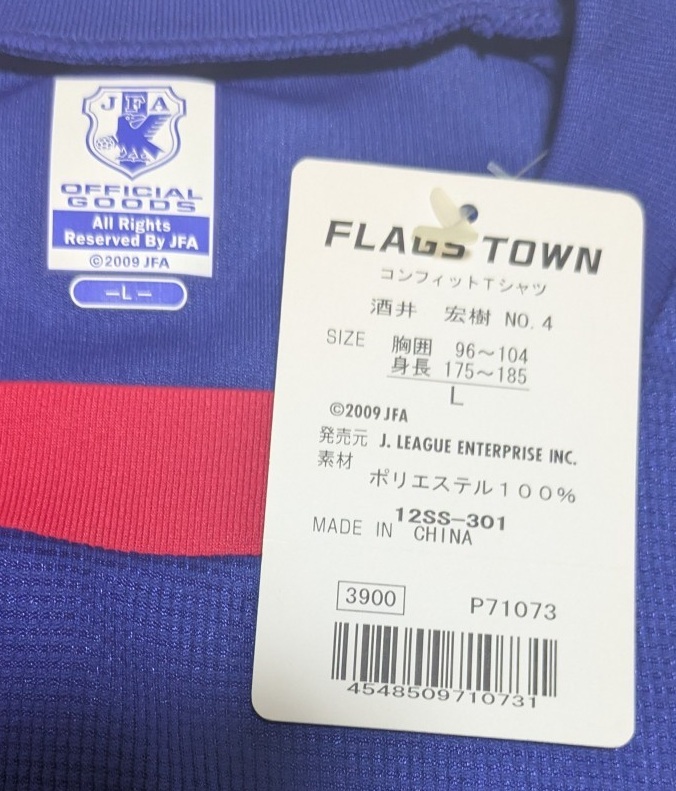 JFA
OFFICIAL
GOODS
All Rights
Reserved By JFA
©2009 JFA
-L-
FLAGS TOWN
コンフィットTシャツ
酒井 宏樹 NO.4
SIZE 胸囲 96～104
身長 175～185
L
©2009 JFA
発売元 J. LEAGUE ENTERPRISE INC.
素材 ポリエステル100%
12SS-301
MADE IN CHINA
3900 P71073
4548509710731